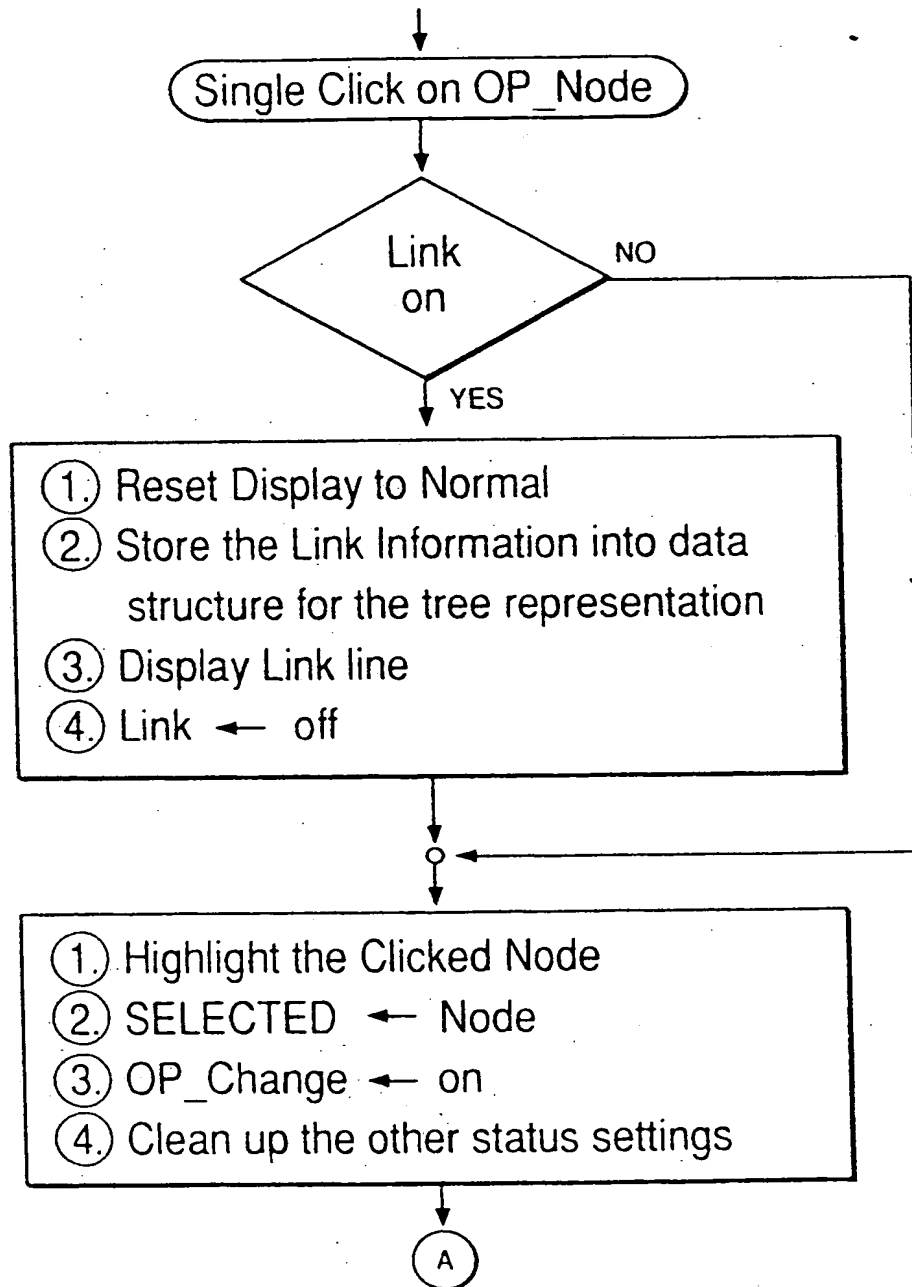 Single Click on OP_Node
Link
on
NO
YES
1. Reset Display to Normal
2. Store the Link Information into data
structure for the tree representation
3. Display Link line
4. Link ← off
1. Highlight the Clicked Node
2. SELECTED ← Node
3. OP_Change ← on
4. Clean up the other status settings
A